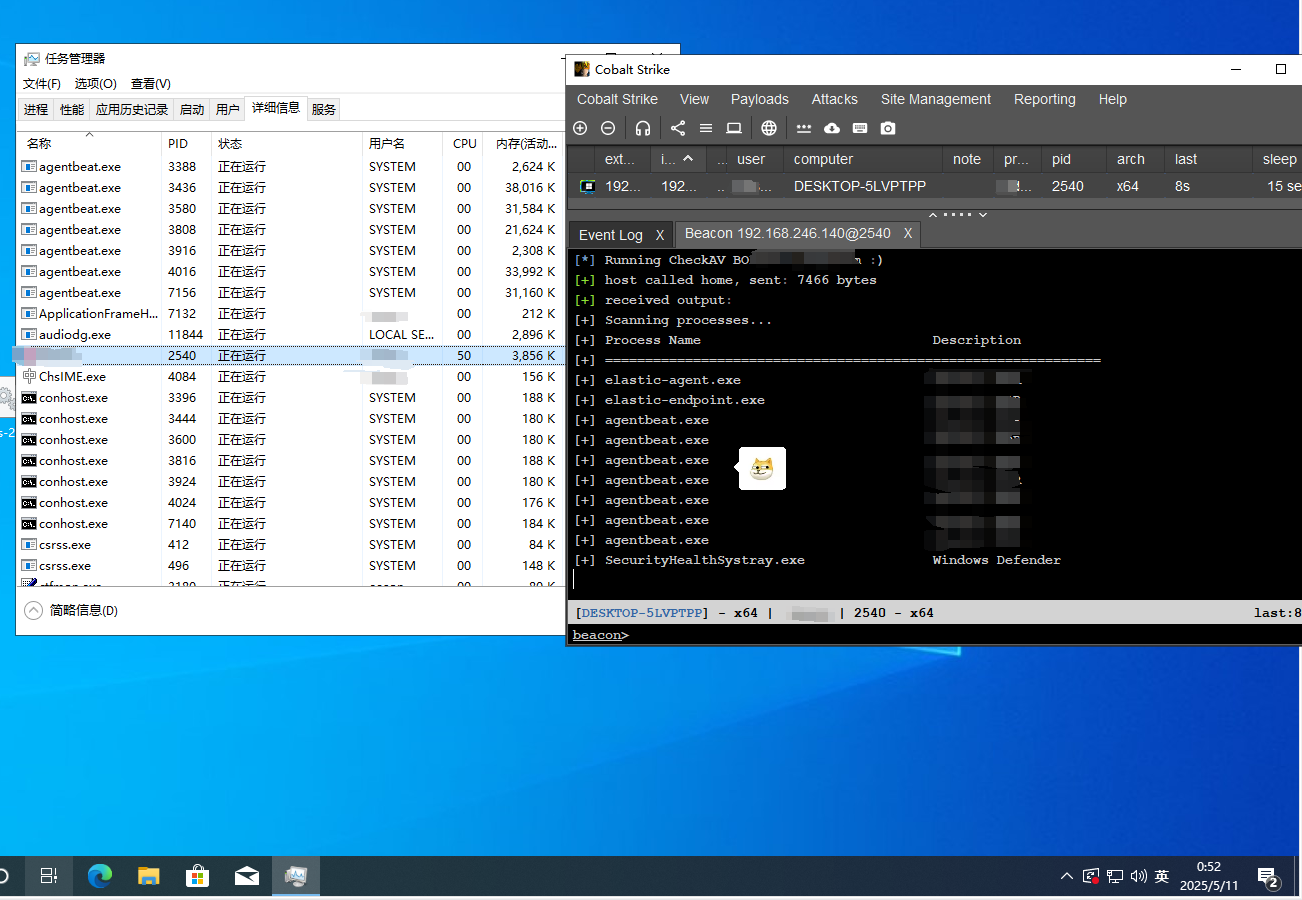 任务管理器
文件(F) 选项(O) 查看(V)
进程 性能 应用历史记录 启动 用户 详细信息 服务
名称 PID 状态 用户名 CPU 内存(活动...
agentbeat.exe 3388 正在运行 SYSTEM 00 2,624 K
agentbeat.exe 3436 正在运行 SYSTEM 00 38,016 K
agentbeat.exe 3580 正在运行 SYSTEM 00 31,584 K
agentbeat.exe 3808 正在运行 SYSTEM 00 21,624 K
agentbeat.exe 3916 正在运行 SYSTEM 00 2,308 K
agentbeat.exe 4016 正在运行 SYSTEM 00 33,992 K
agentbeat.exe 7156 正在运行 SYSTEM 00 31,160 K
ApplicationFrameH... 7132 正在运行 00 212 K
audiodg.exe 11844 正在运行 LOCAL SE... 00 2,896 K
2540 正在运行 50 3,856 K
ChsIME.exe 4084 正在运行 00 156 K
conhost.exe 3396 正在运行 SYSTEM 00 188 K
conhost.exe 3444 正在运行 SYSTEM 00 180 K
conhost.exe 3600 正在运行 SYSTEM 00 180 K
conhost.exe 3816 正在运行 SYSTEM 00 188 K
conhost.exe 3924 正在运行 SYSTEM 00 180 K
conhost.exe 4024 正在运行 SYSTEM 00 176 K
conhost.exe 7140 正在运行 SYSTEM 00 184 K
csrss.exe 412 正在运行 SYSTEM 00 84 K
csrss.exe 496 正在运行 SYSTEM 00 148 K
简略信息(D)
Cobalt Strike
Cobalt Strike View Payloads Attacks Site Management Reporting Help
ext... i... ... user computer note pr... pid arch last sleep
192... 192... .. ... DESKTOP-5LVPTPP ... 2540 x64 8s 15 se
Event Log X Beacon 192.168.246.140@2540 X
[*] Running CheckAV BO :)
[+] host called home, sent: 7466 bytes
[+] received output:
[+] Scanning processes...
[+] Process Name Description
[+] ==============================================================
[+] elastic-agent.exe
[+] elastic-endpoint.exe
[+] agentbeat.exe
[+] agentbeat.exe
[+] agentbeat.exe
[+] agentbeat.exe
[+] agentbeat.exe
[+] agentbeat.exe
[+] agentbeat.exe
[+] SecurityHealthSystray.exe Windows Defender
[DESKTOP-5LVPTPP] - x64 | | 2540 - x64 last:8
beacon>
英
0:52
2025/5/11
2